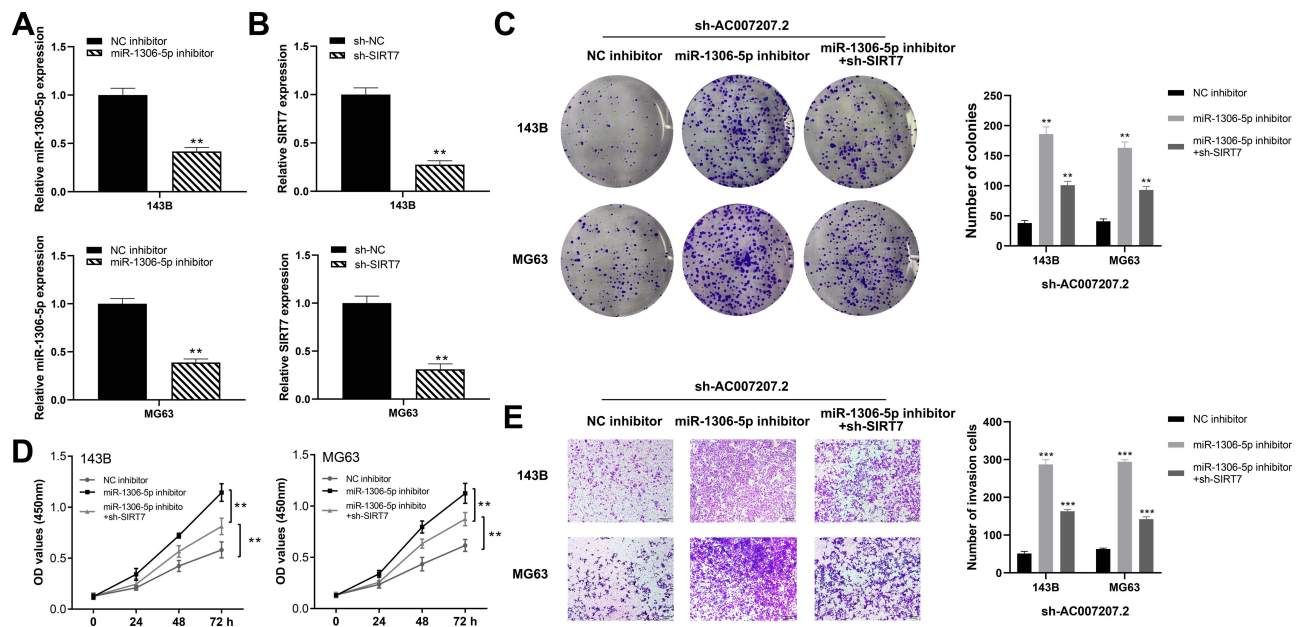 A
Relative miR-1306-5p expression
1.5
1.0
0.5
0.0
NC inhibitor
miR-1306-5p inhibitor
**
143B
Relative miR-1306-5p expression
1.5
1.0
0.5
0.0
NC inhibitor
miR-1306-5p inhibitor
**
MG63
B
Relative SIRT7 expression
1.5
1.0
0.5
0.0
sh-NC
sh-SIRT7
**
143B
Relative SIRT7 expression
1.5
1.0
0.5
0.0
sh-NC
sh-SIRT7
**
MG63
C
sh-AC007207.2
NC inhibitor
miR-1306-5p inhibitor
miR-1306-5p inhibitor
+sh-SIRT7
143B
MG63
Number of colonies
250
200
150
100
50
0
**
**
**
**
143B
MG63
sh-AC007207.2
NC inhibitor
miR-1306-5p inhibitor
miR-1306-5p inhibitor
+sh-SIRT7
D
143B
OD values (450nm)
1.5
1.0
0.5
0.0
NC inhibitor
miR-1306-5p inhibitor
miR-1306-5p inhibito
+sh-SIRT7
**
**
0
24
48
72 h
MG63
OD values (450nm)
1.5
1.0
0.5
0.0
NC inhibitor
miR-1306-5p inhibitor
miR-1306-5p inhibitor
+sh-SIRT7
**
**
0
24
48
72 h
E
sh-AC007207.2
NC inhibitor
miR-1306-5p inhibitor
miR-1306-5p inhibitor
+sh-SIRT7
143B
MG63
Number of invasion cells
400
300
200
100
0
***
***
***
***
143B
MG63
sh-AC007207.2
NC inhibitor
miR-1306-5p inhibitor
miR-1306-5p inhibitor
+sh-SIRT7